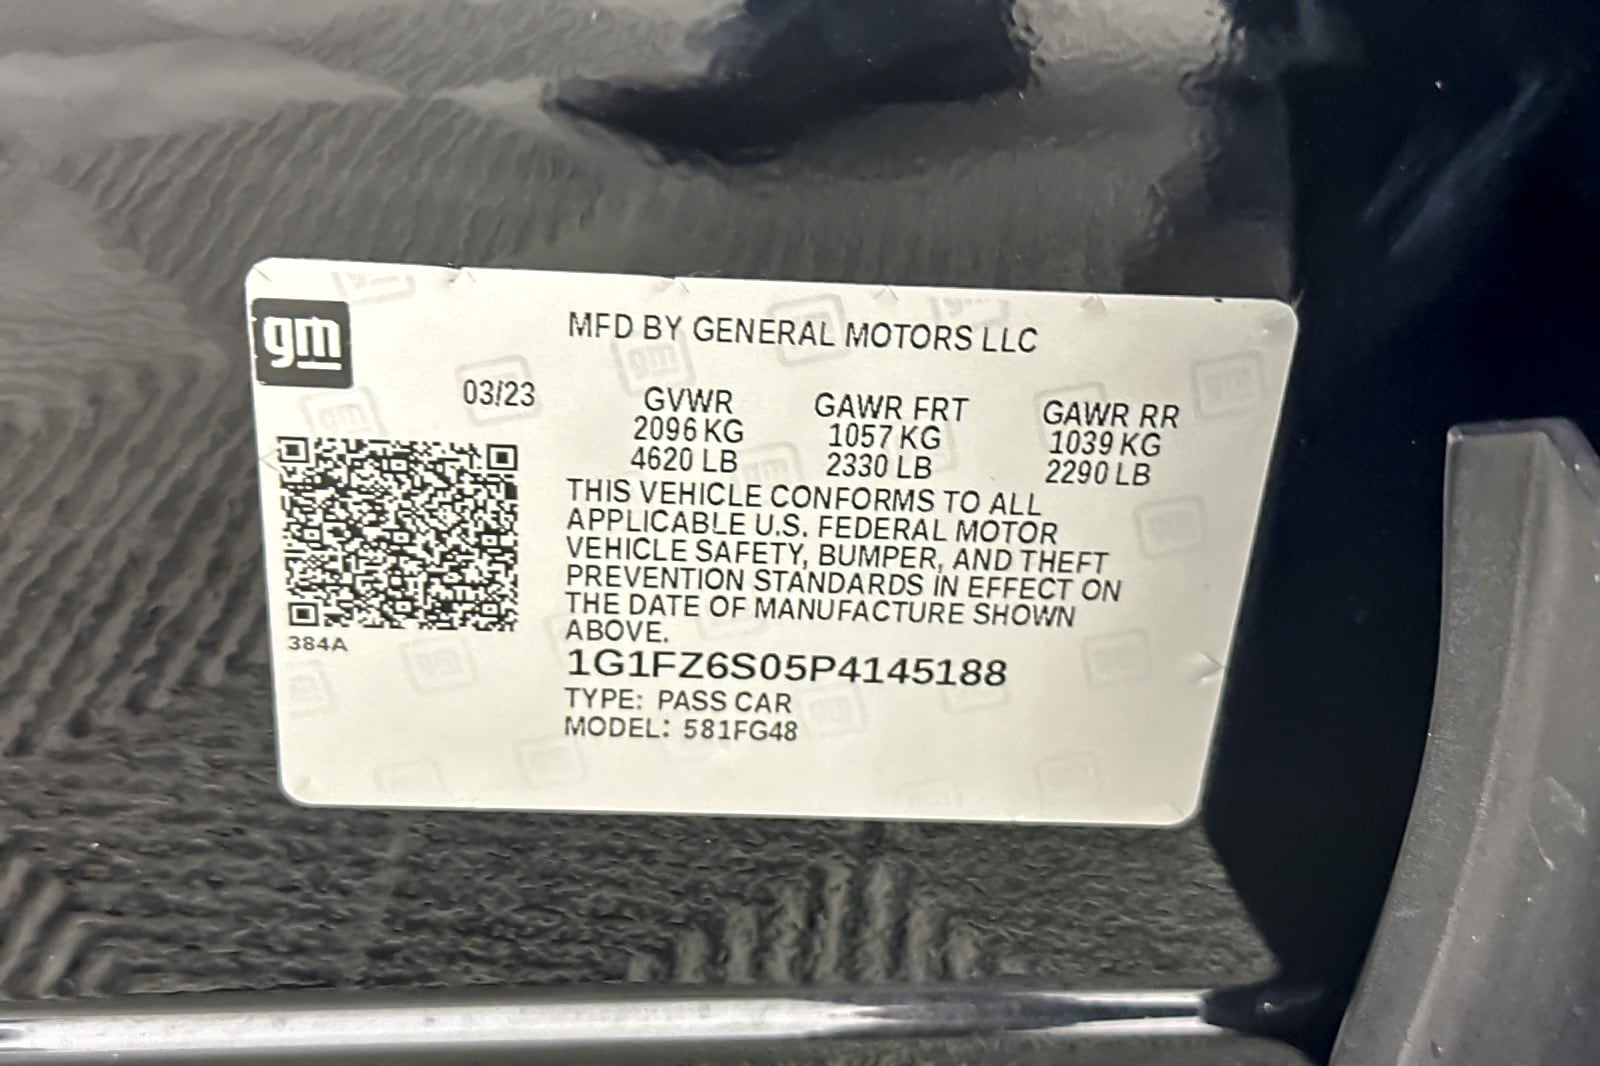 gm
MFD BY GENERAL MOTORS LLC
03/23
GVWR GAWR FRT GAWR RR
2096 KG 1057 KG 1039 KG
4620 LB 2330 LB 2290 LB
THIS VEHICLE CONFORMS TO ALL
APPLICABLE U.S. FEDERAL MOTOR
VEHICLE SAFETY, BUMPER, AND THEFT
PREVENTION STANDARDS IN EFFECT ON
THE DATE OF MANUFACTURE SHOWN
ABOVE.
384A
1G1FZ6S05P4145188
TYPE: PASS CAR
MODEL: 581FG48